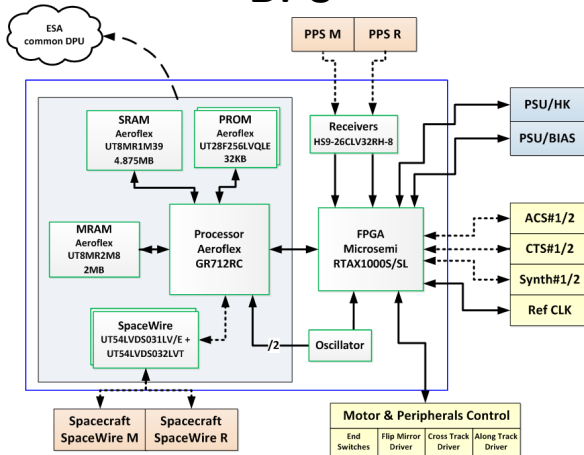 ESA
common DPU
PPS M
PPS R
SRAM
Aeroflex
UT8MR1M39
4.875MB
PROM
Aeroflex
UT28F256LVQLE
32KB
Receivers
HS9-26CLV32RH-8
PSU/HK
PSU/BIAS
MRAM
Aeroflex
UT8MR2M8
2MB
Processor
Aeroflex
GR712RC
FPGA
Microsemi
RTAX1000S/SL
ACS#1/2
CTS#1/2
Synth#1/2
Ref CLK
SpaceWire
UT54LVDS031LV/E +
UT54LVDS032LVT
/2
Oscillator
Spacecraft
SpaceWire M
Spacecraft
SpaceWire R
Motor & Peripherals Control
End
Switches
Flip Mirror
Driver
Cross Track
Driver
Along Track
Driver